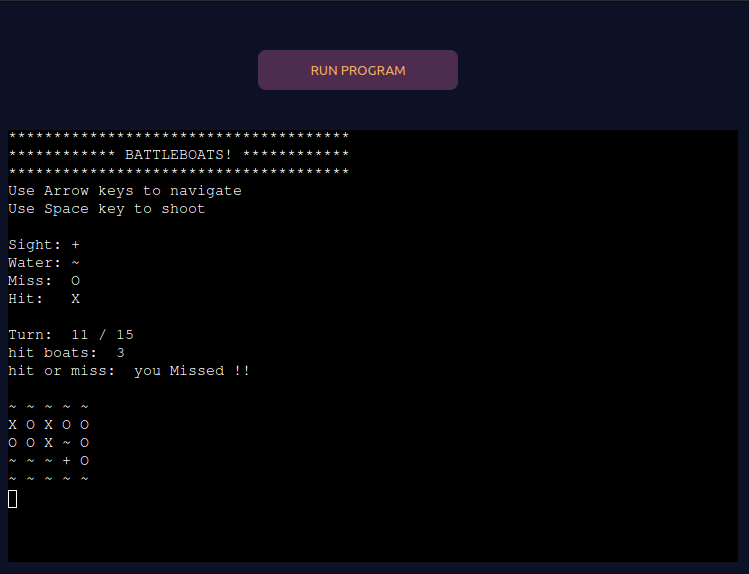 RUN PROGRAM
**************************************
************ BATTLEBOATS! ************
**************************************
Use Arrow keys to navigate
Use Space key to shoot
Sight: +
Water: ~
Miss:  O
Hit:   X
Turn:  11 / 15
hit boats:  3
hit or miss:  you Missed !!
~ ~ ~ ~ ~
X O X O O
O O X ~ O
~ ~ ~ + O
~ ~ ~ ~ ~